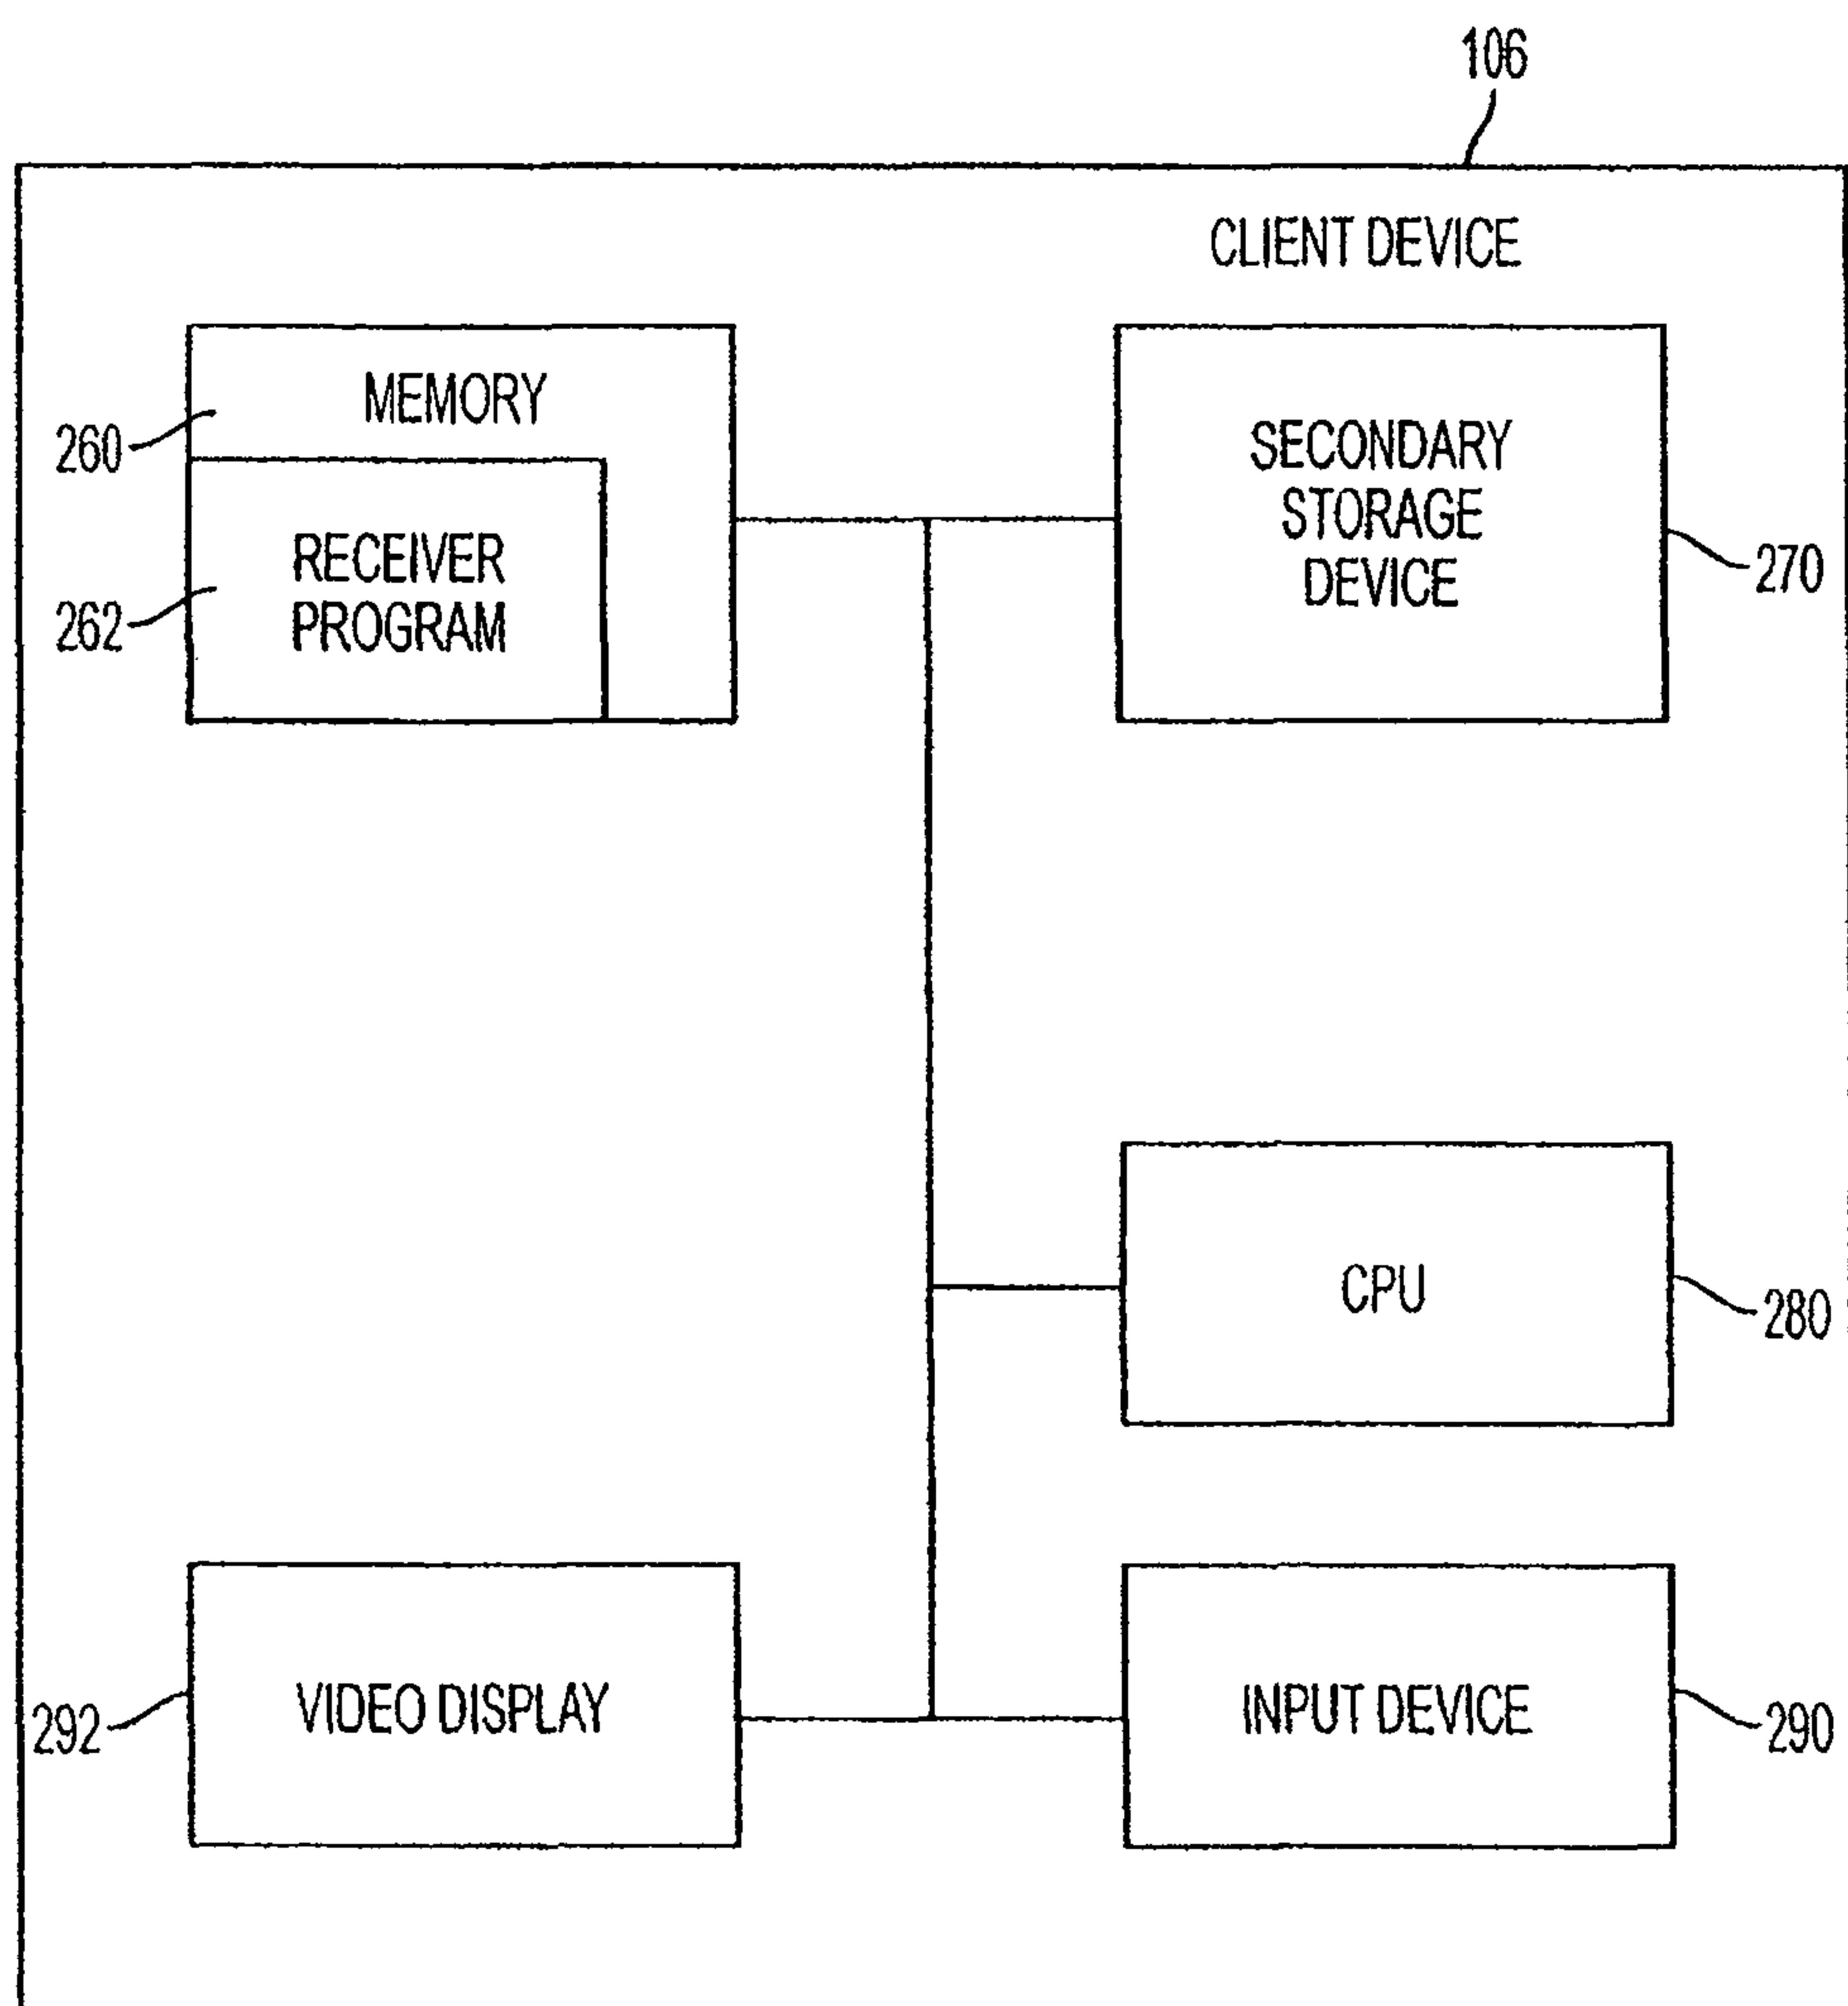 106
CLIENT DEVICE
MEMORY
260
RECEIVER
PROGRAM
262
SECONDARY
STORAGE
DEVICE
270
CPU
280
VIDEO DISPLAY
292
INPUT DEVICE
290